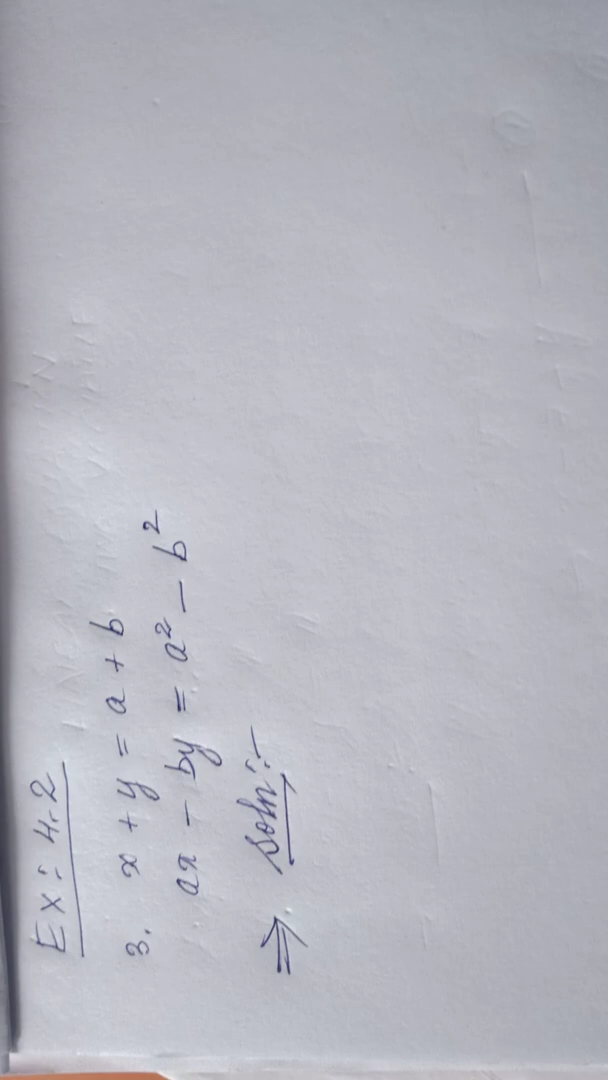 Ex: 4.2
3. x + y = a + b
ax - by = a² - b²
⇒ Soln :-